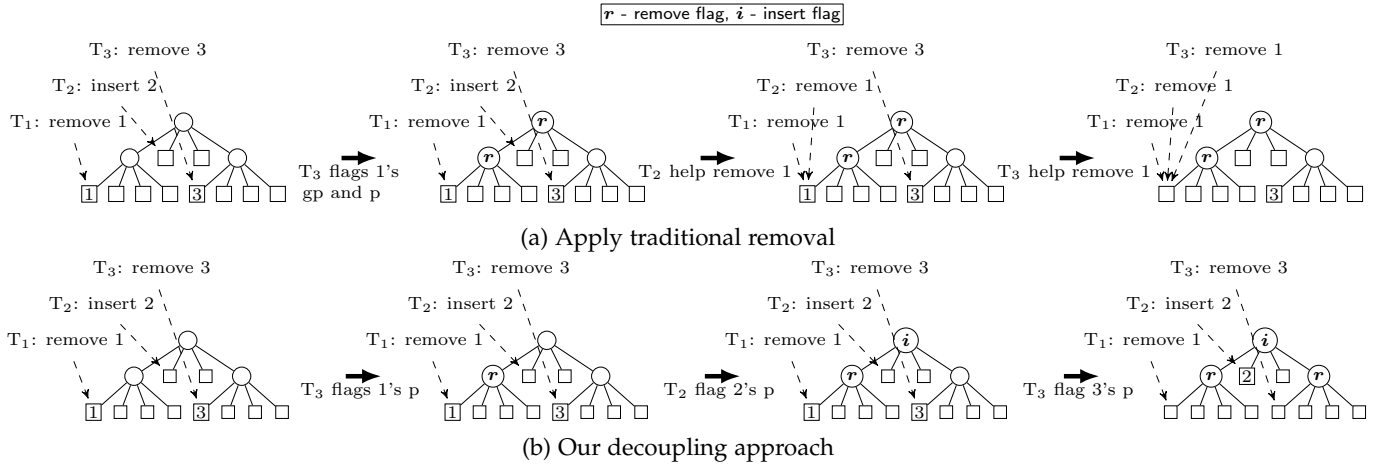 r - remove flag, i - insert flag
T3: remove 3 T3: remove 3 T3: remove 3 T3: remove 1
T2: insert 2 T2: insert 2 T2: remove 1 T2: remove 1
T1: remove 1 T1: remove 1 T1: remove 1 T1: remove 1
r r r
r r r
T3 flags 1's T2 help remove 1 T3 help remove 1
gp and p
1 3 1 3 1 3 3
(a) Apply traditional removal
T3: remove 3 T3: remove 3 T3: remove 3 T3: remove 3
T2: insert 2 T2: insert 2 T2: insert 2 T2: insert 2
T1: remove 1 T1: remove 1 T1: remove 1 T1: remove 1
i i
r r r 2 r
T3 flags 1's p T2 flag 2's p T3 flag 3's p
1 3 1 3 1 3
(b) Our decoupling approach